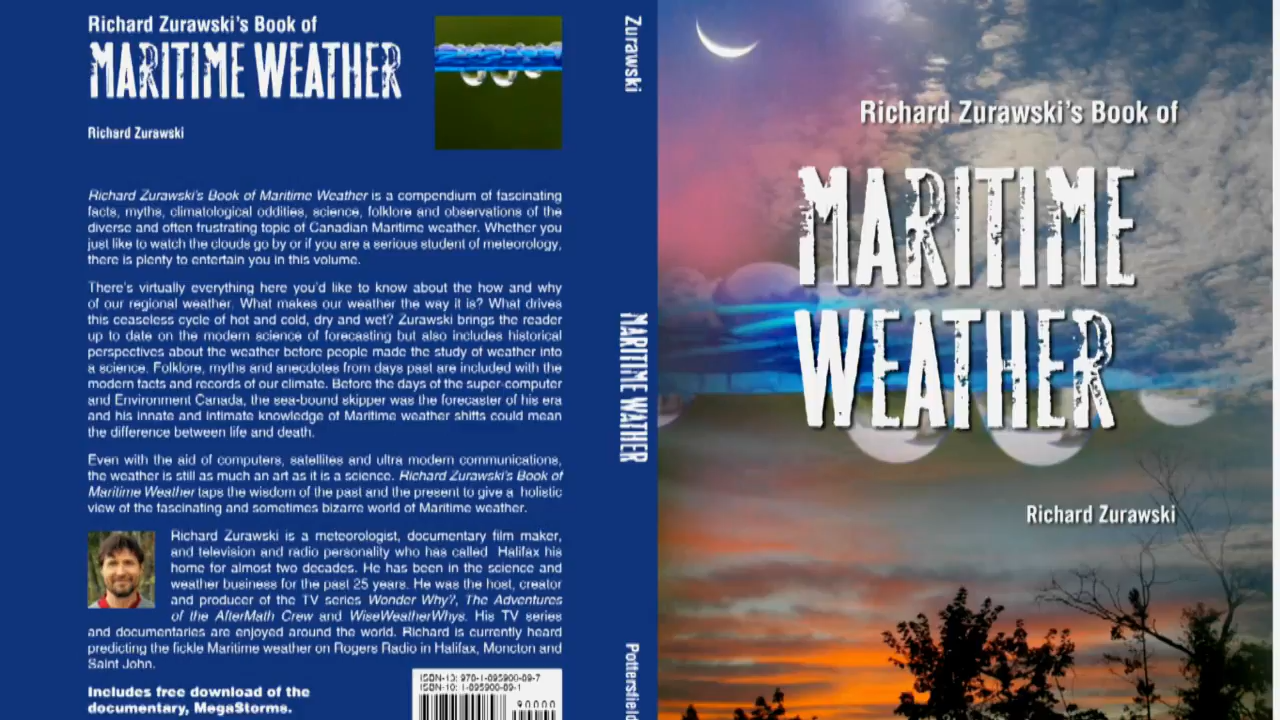 Richard Zurawski's Book of
MARITIME WEATHER
Richard Zurawski
Richard Zurawski's Book of Maritime Weather is a compendium of fascinating
facts, myths, climatological oddities, science, folklore and observations of the
diverse and often frustrating topic of Canadian Maritime weather. Whether you
just like to watch the clouds go by or if you are a serious student of meteorology,
there is plenty to entertain you in this volume.
There's virtually everything here you'd like to know about the how and why
of our regional weather. What makes our weather the way it is? What drives
this ceaseless cycle of hot and cold, dry and wet? Zurawski brings the reader
up to date on the modern science of forecasting but also includes historical
perspectives about the weather before people made the study of weather into
a science. Folklore, myths and anecdotes from days past are included with the
modern facts and records of our climate. Before the days of the super-computer
and Environment Canada, the sea-bound skipper was the forecaster of his era
and his innate and intimate knowledge of Maritime weather shifts could mean
the difference between life and death.
Even with the aid of computers, satellites and ultra modern communications,
the weather is still as much an art as it is a science. Richard Zurawski's Book of
Maritime Weather taps the wisdom of the past and the present to give a holistic
view of the fascinating and sometimes bizarre world of Maritime weather.
Richard Zurawski is a meteorologist, documentary film maker,
and television and radio personality who has called Halifax his
home for almost two decades. He has been in the science and
weather business for the past 25 years. He was the host, creator
and producer of the TV series Wonder Why?, The Adventures
of the AfterMath Crew and WiseWeatherWhys. His TV series
and documentaries are enjoyed around the world. Richard is currently heard
predicting the fickle Maritime weather on Rogers Radio in Halifax, Moncton and
Saint John.
Includes free download of the
documentary, MegaStorms.
ISBN-13: 970-1-095900-09-7
ISBN-10: 1-095900-09-1
90000
Zurawski
MARITIME WATHER
Pottersfield
Richard Zurawski's Book of
MARITIME
WEATHER
Richard Zurawski